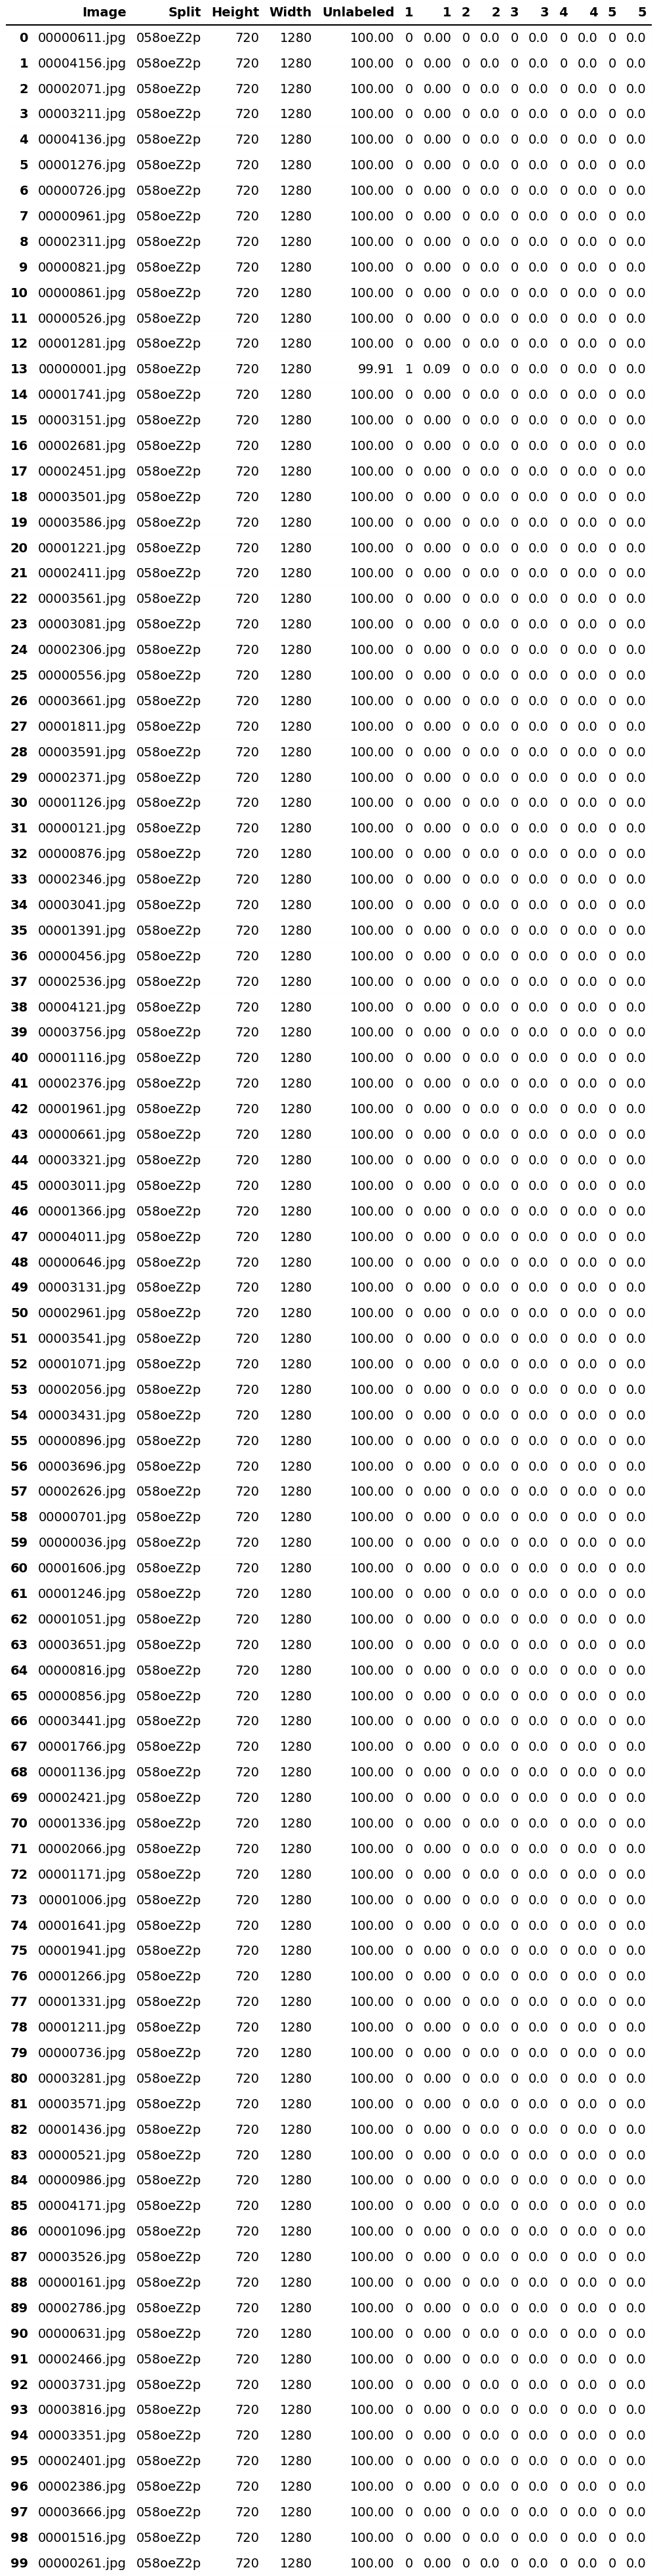 Image Split Height Width Unlabeled 1 1 2 2 3 3 4 4 5 5
0 00000611.jpg 058oeZ2p 720 1280 100.00 0 0.00 0 0.0 0 0.0 0 0.0 0 0.0
1 00004156.jpg 058oeZ2p 720 1280 100.00 0 0.00 0 0.0 0 0.0 0 0.0 0 0.0
2 00002071.jpg 058oeZ2p 720 1280 100.00 0 0.00 0 0.0 0 0.0 0 0.0 0 0.0
3 00003211.jpg 058oeZ2p 720 1280 100.00 0 0.00 0 0.0 0 0.0 0 0.0 0 0.0
4 00004136.jpg 058oeZ2p 720 1280 100.00 0 0.00 0 0.0 0 0.0 0 0.0 0 0.0
5 00001276.jpg 058oeZ2p 720 1280 100.00 0 0.00 0 0.0 0 0.0 0 0.0 0 0.0
6 00000726.jpg 058oeZ2p 720 1280 100.00 0 0.00 0 0.0 0 0.0 0 0.0 0 0.0
7 00000961.jpg 058oeZ2p 720 1280 100.00 0 0.00 0 0.0 0 0.0 0 0.0 0 0.0
8 00002311.jpg 058oeZ2p 720 1280 100.00 0 0.00 0 0.0 0 0.0 0 0.0 0 0.0
9 00000821.jpg 058oeZ2p 720 1280 100.00 0 0.00 0 0.0 0 0.0 0 0.0 0 0.0
10 00000861.jpg 058oeZ2p 720 1280 100.00 0 0.00 0 0.0 0 0.0 0 0.0 0 0.0
11 00000526.jpg 058oeZ2p 720 1280 100.00 0 0.00 0 0.0 0 0.0 0 0.0 0 0.0
12 00001281.jpg 058oeZ2p 720 1280 100.00 0 0.00 0 0.0 0 0.0 0 0.0 0 0.0
13 00000001.jpg 058oeZ2p 720 1280 99.91 1 0.09 0 0.0 0 0.0 0 0.0 0 0.0
14 00001741.jpg 058oeZ2p 720 1280 100.00 0 0.00 0 0.0 0 0.0 0 0.0 0 0.0
15 00003151.jpg 058oeZ2p 720 1280 100.00 0 0.00 0 0.0 0 0.0 0 0.0 0 0.0
16 00002681.jpg 058oeZ2p 720 1280 100.00 0 0.00 0 0.0 0 0.0 0 0.0 0 0.0
17 00002451.jpg 058oeZ2p 720 1280 100.00 0 0.00 0 0.0 0 0.0 0 0.0 0 0.0
18 00003501.jpg 058oeZ2p 720 1280 100.00 0 0.00 0 0.0 0 0.0 0 0.0 0 0.0
19 00003586.jpg 058oeZ2p 720 1280 100.00 0 0.00 0 0.0 0 0.0 0 0.0 0 0.0
20 00001221.jpg 058oeZ2p 720 1280 100.00 0 0.00 0 0.0 0 0.0 0 0.0 0 0.0
21 00002411.jpg 058oeZ2p 720 1280 100.00 0 0.00 0 0.0 0 0.0 0 0.0 0 0.0
22 00003561.jpg 058oeZ2p 720 1280 100.00 0 0.00 0 0.0 0 0.0 0 0.0 0 0.0
23 00003081.jpg 058oeZ2p 720 1280 100.00 0 0.00 0 0.0 0 0.0 0 0.0 0 0.0
24 00002306.jpg 058oeZ2p 720 1280 100.00 0 0.00 0 0.0 0 0.0 0 0.0 0 0.0
25 00000556.jpg 058oeZ2p 720 1280 100.00 0 0.00 0 0.0 0 0.0 0 0.0 0 0.0
26 00003661.jpg 058oeZ2p 720 1280 100.00 0 0.00 0 0.0 0 0.0 0 0.0 0 0.0
27 00001811.jpg 058oeZ2p 720 1280 100.00 0 0.00 0 0.0 0 0.0 0 0.0 0 0.0
28 00003591.jpg 058oeZ2p 720 1280 100.00 0 0.00 0 0.0 0 0.0 0 0.0 0 0.0
29 00002371.jpg 058oeZ2p 720 1280 100.00 0 0.00 0 0.0 0 0.0 0 0.0 0 0.0
30 00001126.jpg 058oeZ2p 720 1280 100.00 0 0.00 0 0.0 0 0.0 0 0.0 0 0.0
31 00000121.jpg 058oeZ2p 720 1280 100.00 0 0.00 0 0.0 0 0.0 0 0.0 0 0.0
32 00000876.jpg 058oeZ2p 720 1280 100.00 0 0.00 0 0.0 0 0.0 0 0.0 0 0.0
33 00002346.jpg 058oeZ2p 720 1280 100.00 0 0.00 0 0.0 0 0.0 0 0.0 0 0.0
34 00003041.jpg 058oeZ2p 720 1280 100.00 0 0.00 0 0.0 0 0.0 0 0.0 0 0.0
35 00001391.jpg 058oeZ2p 720 1280 100.00 0 0.00 0 0.0 0 0.0 0 0.0 0 0.0
36 00000456.jpg 058oeZ2p 720 1280 100.00 0 0.00 0 0.0 0 0.0 0 0.0 0 0.0
37 00002536.jpg 058oeZ2p 720 1280 100.00 0 0.00 0 0.0 0 0.0 0 0.0 0 0.0
38 00004121.jpg 058oeZ2p 720 1280 100.00 0 0.00 0 0.0 0 0.0 0 0.0 0 0.0
39 00003756.jpg 058oeZ2p 720 1280 100.00 0 0.00 0 0.0 0 0.0 0 0.0 0 0.0
40 00001116.jpg 058oeZ2p 720 1280 100.00 0 0.00 0 0.0 0 0.0 0 0.0 0 0.0
41 00002376.jpg 058oeZ2p 720 1280 100.00 0 0.00 0 0.0 0 0.0 0 0.0 0 0.0
42 00001961.jpg 058oeZ2p 720 1280 100.00 0 0.00 0 0.0 0 0.0 0 0.0 0 0.0
43 00000661.jpg 058oeZ2p 720 1280 100.00 0 0.00 0 0.0 0 0.0 0 0.0 0 0.0
44 00003321.jpg 058oeZ2p 720 1280 100.00 0 0.00 0 0.0 0 0.0 0 0.0 0 0.0
45 00003011.jpg 058oeZ2p 720 1280 100.00 0 0.00 0 0.0 0 0.0 0 0.0 0 0.0
46 00001366.jpg 058oeZ2p 720 1280 100.00 0 0.00 0 0.0 0 0.0 0 0.0 0 0.0
47 00004011.jpg 058oeZ2p 720 1280 100.00 0 0.00 0 0.0 0 0.0 0 0.0 0 0.0
48 00000646.jpg 058oeZ2p 720 1280 100.00 0 0.00 0 0.0 0 0.0 0 0.0 0 0.0
49 00003131.jpg 058oeZ2p 720 1280 100.00 0 0.00 0 0.0 0 0.0 0 0.0 0 0.0
50 00002961.jpg 058oeZ2p 720 1280 100.00 0 0.00 0 0.0 0 0.0 0 0.0 0 0.0
51 00003541.jpg 058oeZ2p 720 1280 100.00 0 0.00 0 0.0 0 0.0 0 0.0 0 0.0
52 00001071.jpg 058oeZ2p 720 1280 100.00 0 0.00 0 0.0 0 0.0 0 0.0 0 0.0
53 00002056.jpg 058oeZ2p 720 1280 100.00 0 0.00 0 0.0 0 0.0 0 0.0 0 0.0
54 00003431.jpg 058oeZ2p 720 1280 100.00 0 0.00 0 0.0 0 0.0 0 0.0 0 0.0
55 00000896.jpg 058oeZ2p 720 1280 100.00 0 0.00 0 0.0 0 0.0 0 0.0 0 0.0
56 00003696.jpg 058oeZ2p 720 1280 100.00 0 0.00 0 0.0 0 0.0 0 0.0 0 0.0
57 00002626.jpg 058oeZ2p 720 1280 100.00 0 0.00 0 0.0 0 0.0 0 0.0 0 0.0
58 00000701.jpg 058oeZ2p 720 1280 100.00 0 0.00 0 0.0 0 0.0 0 0.0 0 0.0
59 00000036.jpg 058oeZ2p 720 1280 100.00 0 0.00 0 0.0 0 0.0 0 0.0 0 0.0
60 00001606.jpg 058oeZ2p 720 1280 100.00 0 0.00 0 0.0 0 0.0 0 0.0 0 0.0
61 00001246.jpg 058oeZ2p 720 1280 100.00 0 0.00 0 0.0 0 0.0 0 0.0 0 0.0
62 00001051.jpg 058oeZ2p 720 1280 100.00 0 0.00 0 0.0 0 0.0 0 0.0 0 0.0
63 00003651.jpg 058oeZ2p 720 1280 100.00 0 0.00 0 0.0 0 0.0 0 0.0 0 0.0
64 00000816.jpg 058oeZ2p 720 1280 100.00 0 0.00 0 0.0 0 0.0 0 0.0 0 0.0
65 00000856.jpg 058oeZ2p 720 1280 100.00 0 0.00 0 0.0 0 0.0 0 0.0 0 0.0
66 00003441.jpg 058oeZ2p 720 1280 100.00 0 0.00 0 0.0 0 0.0 0 0.0 0 0.0
67 00001766.jpg 058oeZ2p 720 1280 100.00 0 0.00 0 0.0 0 0.0 0 0.0 0 0.0
68 00001136.jpg 058oeZ2p 720 1280 100.00 0 0.00 0 0.0 0 0.0 0 0.0 0 0.0
69 00002421.jpg 058oeZ2p 720 1280 100.00 0 0.00 0 0.0 0 0.0 0 0.0 0 0.0
70 00001336.jpg 058oeZ2p 720 1280 100.00 0 0.00 0 0.0 0 0.0 0 0.0 0 0.0
71 00002066.jpg 058oeZ2p 720 1280 100.00 0 0.00 0 0.0 0 0.0 0 0.0 0 0.0
72 00001171.jpg 058oeZ2p 720 1280 100.00 0 0.00 0 0.0 0 0.0 0 0.0 0 0.0
73 00001006.jpg 058oeZ2p 720 1280 100.00 0 0.00 0 0.0 0 0.0 0 0.0 0 0.0
74 00001641.jpg 058oeZ2p 720 1280 100.00 0 0.00 0 0.0 0 0.0 0 0.0 0 0.0
75 00001941.jpg 058oeZ2p 720 1280 100.00 0 0.00 0 0.0 0 0.0 0 0.0 0 0.0
76 00001266.jpg 058oeZ2p 720 1280 100.00 0 0.00 0 0.0 0 0.0 0 0.0 0 0.0
77 00001331.jpg 058oeZ2p 720 1280 100.00 0 0.00 0 0.0 0 0.0 0 0.0 0 0.0
78 00001211.jpg 058oeZ2p 720 1280 100.00 0 0.00 0 0.0 0 0.0 0 0.0 0 0.0
79 00000736.jpg 058oeZ2p 720 1280 100.00 0 0.00 0 0.0 0 0.0 0 0.0 0 0.0
80 00003281.jpg 058oeZ2p 720 1280 100.00 0 0.00 0 0.0 0 0.0 0 0.0 0 0.0
81 00003571.jpg 058oeZ2p 720 1280 100.00 0 0.00 0 0.0 0 0.0 0 0.0 0 0.0
82 00001436.jpg 058oeZ2p 720 1280 100.00 0 0.00 0 0.0 0 0.0 0 0.0 0 0.0
83 00000521.jpg 058oeZ2p 720 1280 100.00 0 0.00 0 0.0 0 0.0 0 0.0 0 0.0
84 00000986.jpg 058oeZ2p 720 1280 100.00 0 0.00 0 0.0 0 0.0 0 0.0 0 0.0
85 00004171.jpg 058oeZ2p 720 1280 100.00 0 0.00 0 0.0 0 0.0 0 0.0 0 0.0
86 00001096.jpg 058oeZ2p 720 1280 100.00 0 0.00 0 0.0 0 0.0 0 0.0 0 0.0
87 00003526.jpg 058oeZ2p 720 1280 100.00 0 0.00 0 0.0 0 0.0 0 0.0 0 0.0
88 00000161.jpg 058oeZ2p 720 1280 100.00 0 0.00 0 0.0 0 0.0 0 0.0 0 0.0
89 00002786.jpg 058oeZ2p 720 1280 100.00 0 0.00 0 0.0 0 0.0 0 0.0 0 0.0
90 00000631.jpg 058oeZ2p 720 1280 100.00 0 0.00 0 0.0 0 0.0 0 0.0 0 0.0
91 00002466.jpg 058oeZ2p 720 1280 100.00 0 0.00 0 0.0 0 0.0 0 0.0 0 0.0
92 00003731.jpg 058oeZ2p 720 1280 100.00 0 0.00 0 0.0 0 0.0 0 0.0 0 0.0
93 00003816.jpg 058oeZ2p 720 1280 100.00 0 0.00 0 0.0 0 0.0 0 0.0 0 0.0
94 00003351.jpg 058oeZ2p 720 1280 100.00 0 0.00 0 0.0 0 0.0 0 0.0 0 0.0
95 00002401.jpg 058oeZ2p 720 1280 100.00 0 0.00 0 0.0 0 0.0 0 0.0 0 0.0
96 00002386.jpg 058oeZ2p 720 1280 100.00 0 0.00 0 0.0 0 0.0 0 0.0 0 0.0
97 00003666.jpg 058oeZ2p 720 1280 100.00 0 0.00 0 0.0 0 0.0 0 0.0 0 0.0
98 00001516.jpg 058oeZ2p 720 1280 100.00 0 0.00 0 0.0 0 0.0 0 0.0 0 0.0
99 00000261.jpg 058oeZ2p 720 1280 100.00 0 0.00 0 0.0 0 0.0 0 0.0 0 0.0